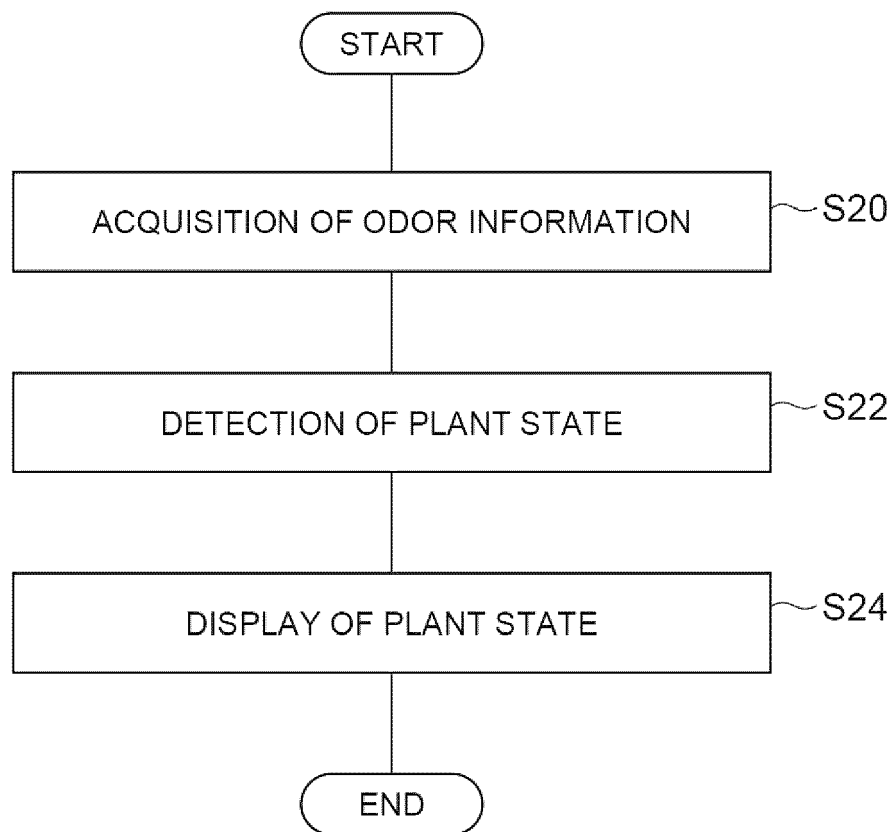 START
ACQUISITION OF ODOR INFORMATION
S20
DETECTION OF PLANT STATE
S22
DISPLAY OF PLANT STATE
S24
END